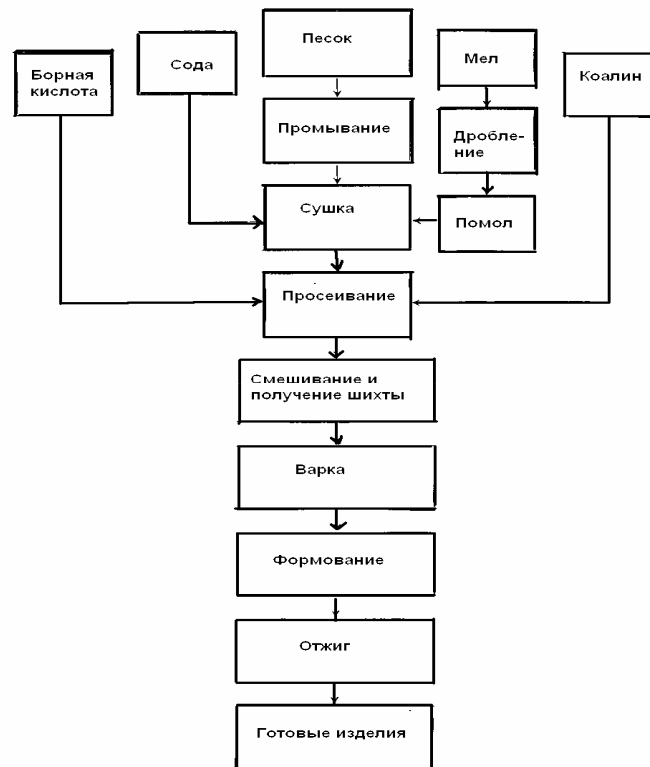 Песок
Борная
кислота
Сода
Мел
Коалин
Промывание
Дробле-
ние
Сушка
Помол
Просеивание
Смешивание и
получение шихты
Варка
Формование
Отжиг
Готовые изделия